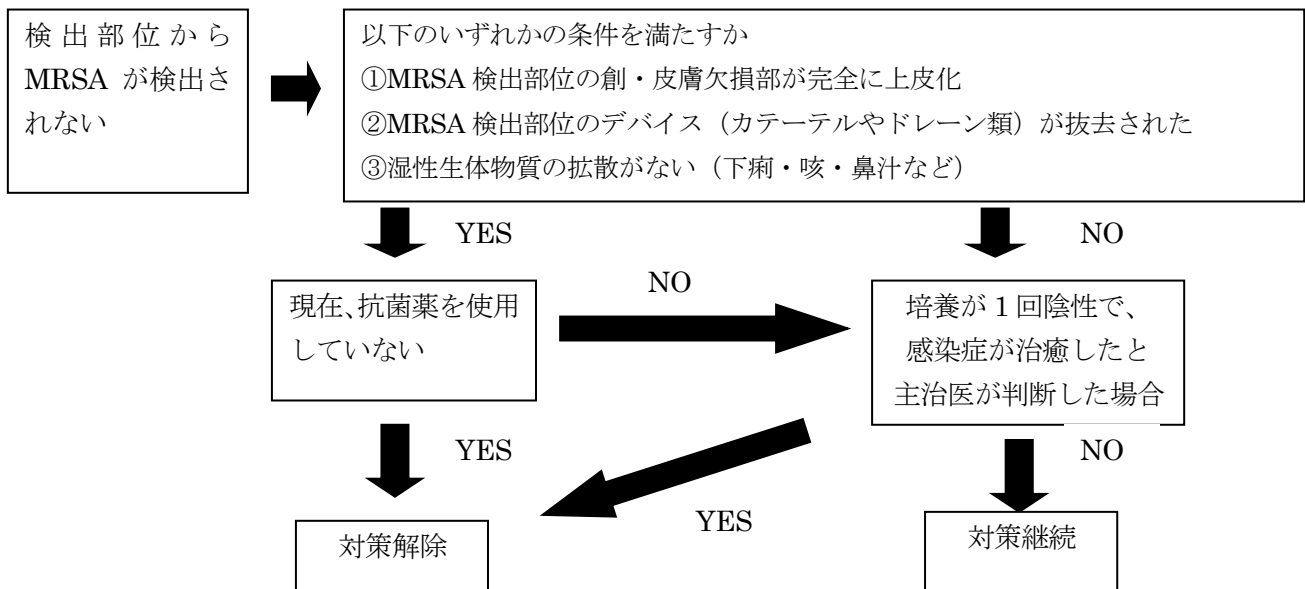 検出部位から
MRSA が検出さ
れない
以下のいずれかの条件を満たすか
①MRSA 検出部位の創・皮膚欠損部が完全に上皮化
②MRSA 検出部位のデバイス（カテーテルやドレーン類）が抜去された
③湿性生体物質の拡散がない（下痢・咳・鼻汁など）
YES
NO
現在、抗菌薬を使用
していない
NO
培養が 1 回陰性で、
感染症が治癒したと
主治医が判断した場合
YES
YES
NO
対策解除
対策継続